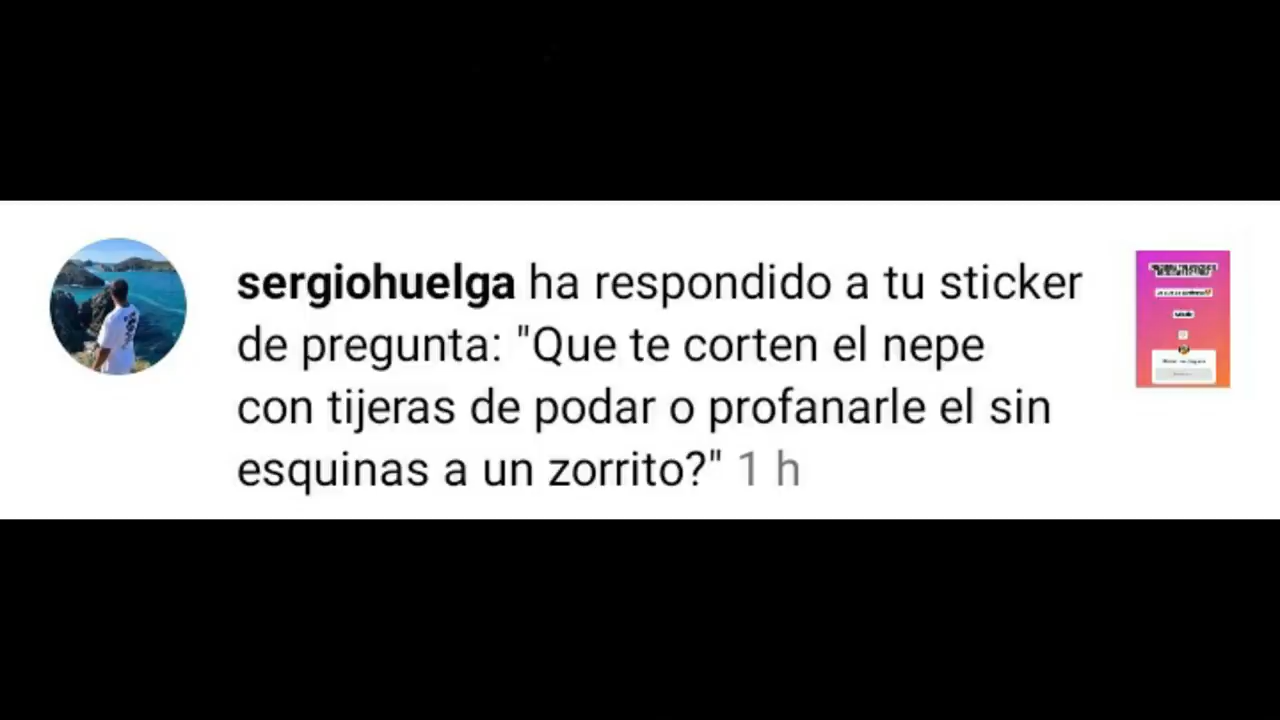 sergiohuelga ha respondido a tu sticker
de pregunta: "Que te corten el nepe
con tijeras de podar o profanarle el sin
esquinas a un zorrito?" 1 h